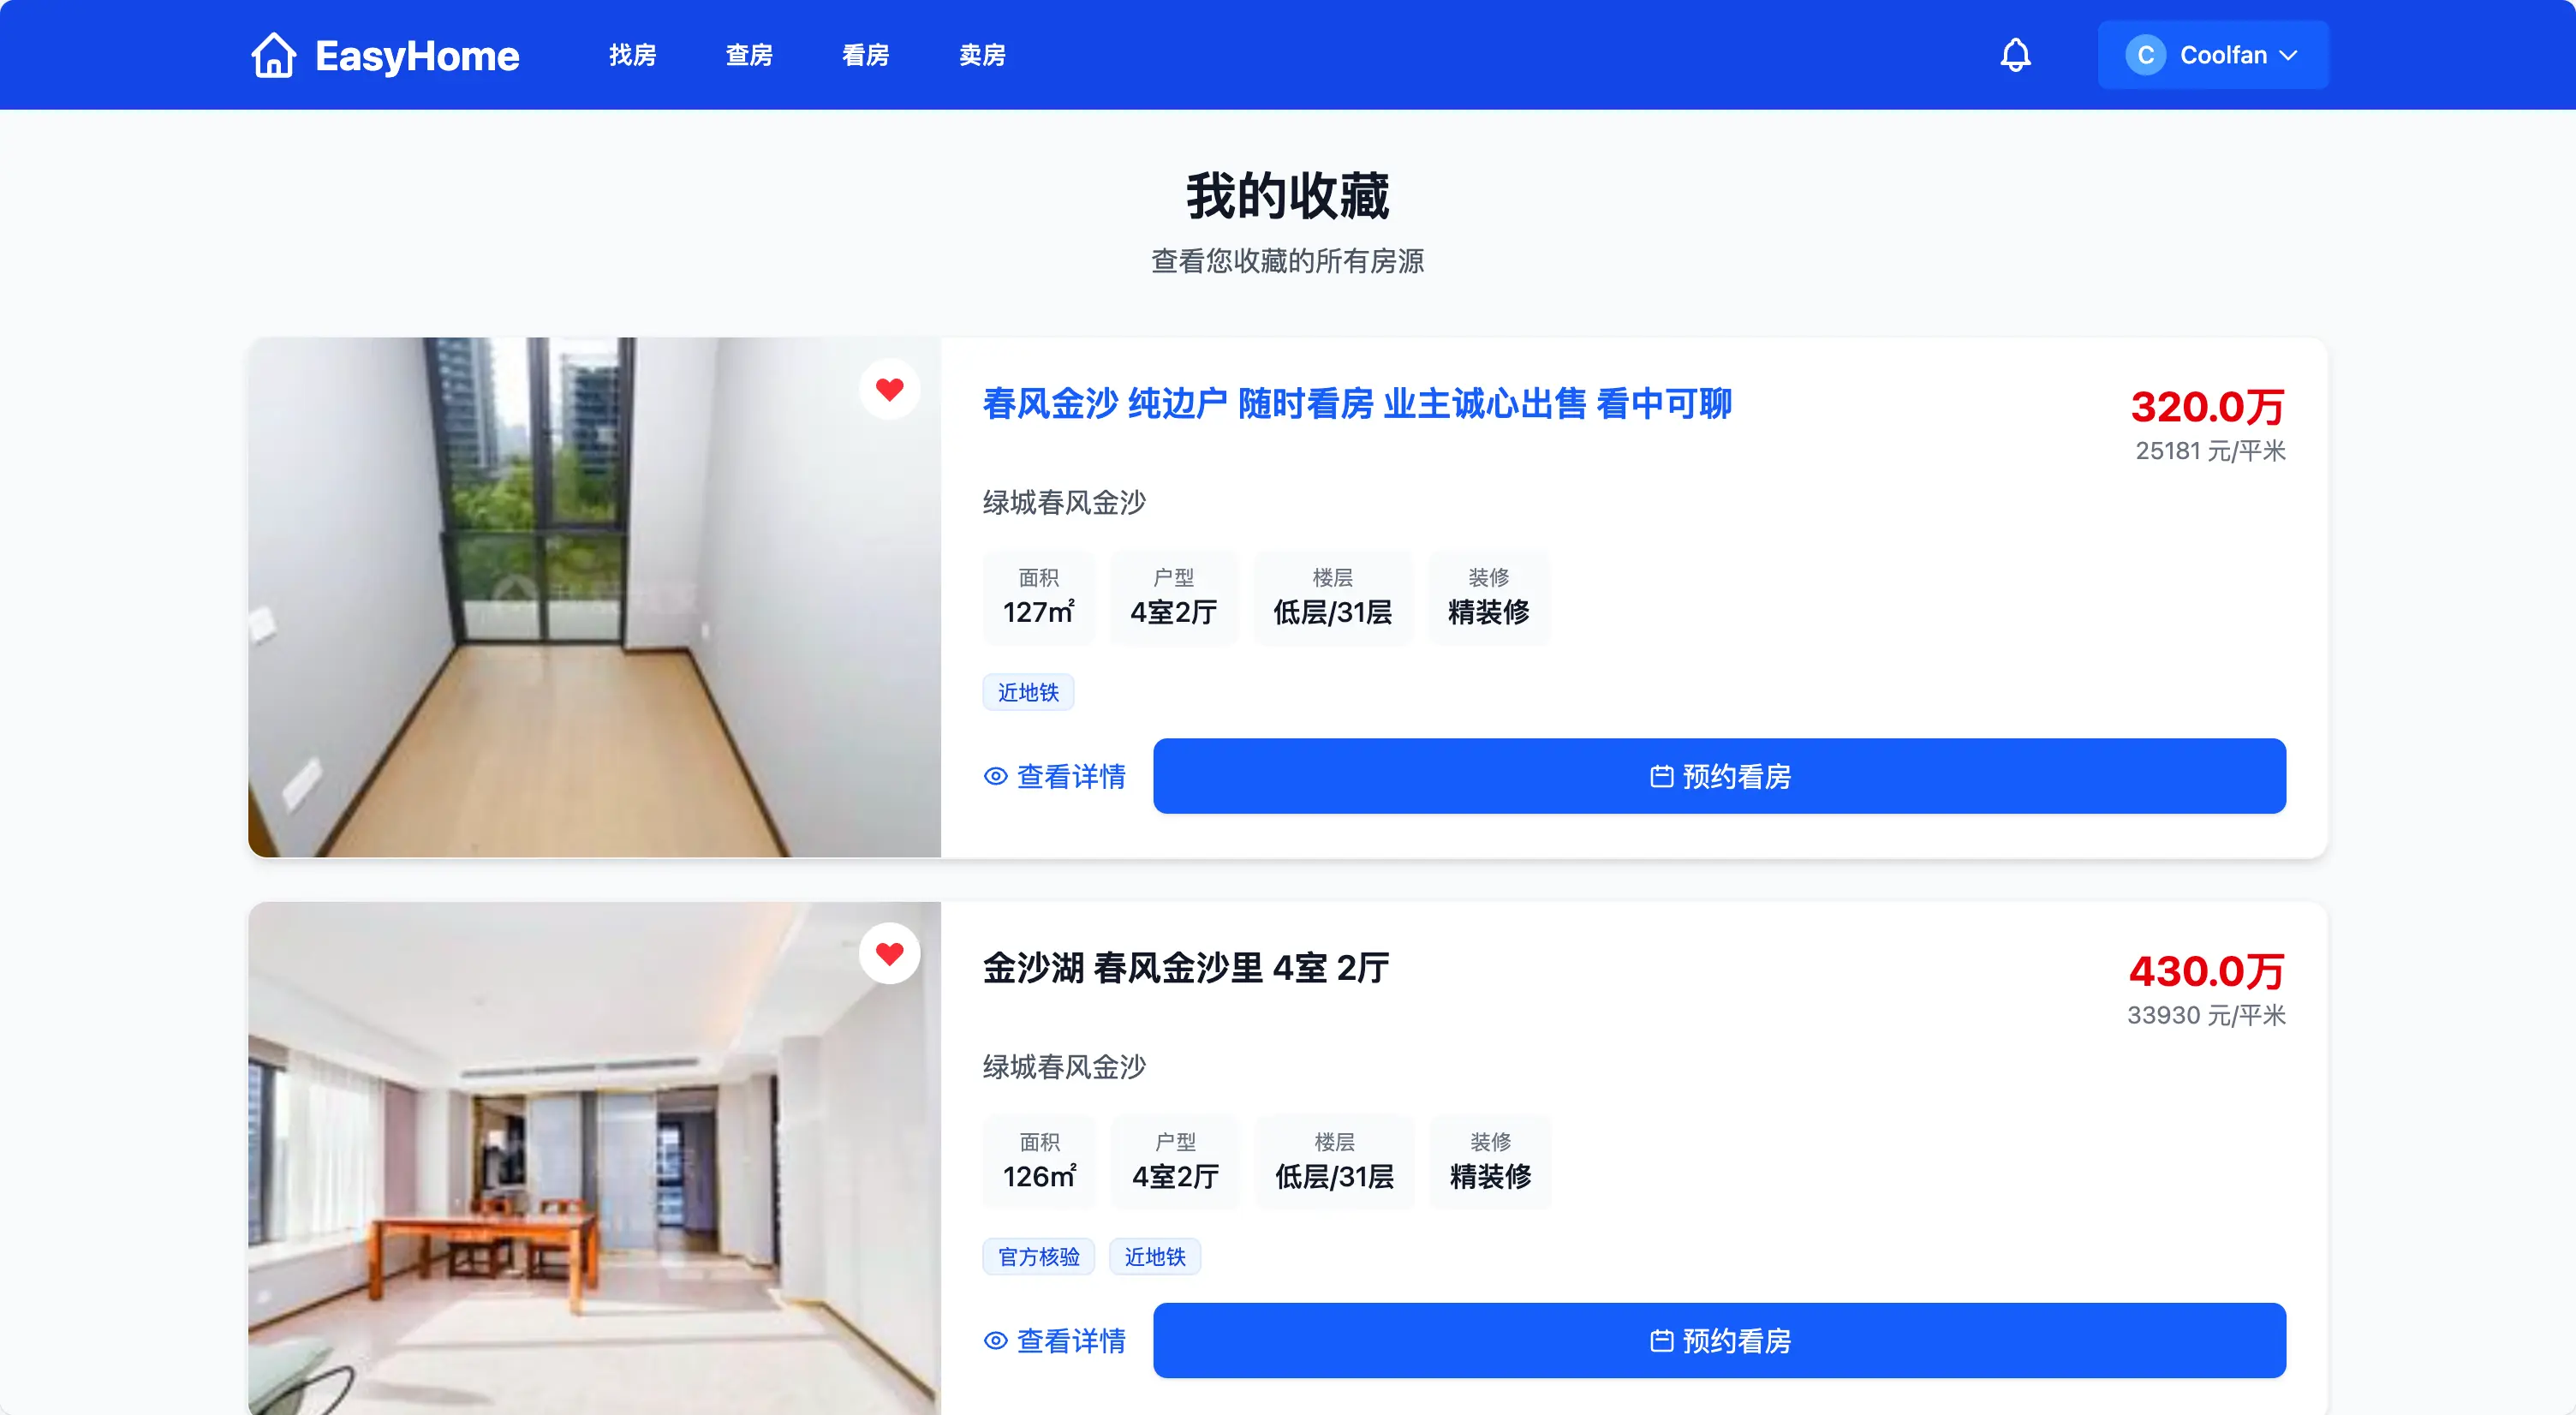 EasyHome
找房
查房
看房
卖房
C
Coolfan
我的收藏
查看您收藏的所有房源
春风金沙 纯边户 随时看房 业主诚心出售 看中可聊
320.0万
25181 元/平米
绿城春风金沙
面积
127㎡
户型
4室2厅
楼层
低层/31层
装修
精装修
近地铁
查看详情
预约看房
金沙湖 春风金沙里 4室 2厅
430.0万
33930 元/平米
绿城春风金沙
面积
126㎡
户型
4室2厅
楼层
低层/31层
装修
精装修
官方核验
近地铁
查看详情
预约看房